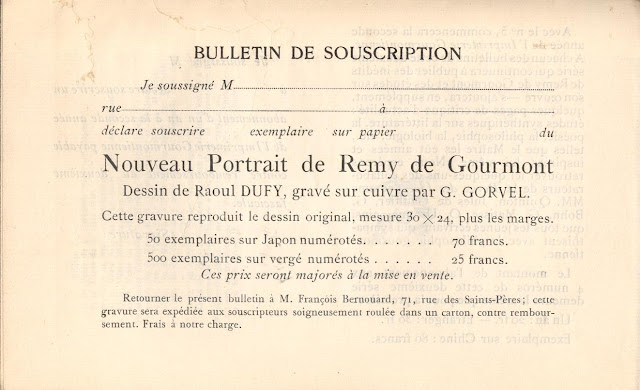 BULLETIN DE SOUSCRIPTION
Je soussigné M
rue à
déclare souscrire exemplaire sur papier du
Nouveau Portrait de Remy de Gourmont
Dessin de Raoul DUFY, gravé sur cuivre par G. GORVEL.
Cette gravure reproduit le dessin original, mesure 30 × 24, plus les marges.
50 exemplaires sur Japon numérotés. . . . . . 70 francs.
500 exemplaires sur vergé numérotés . . . . . . 25 francs.
Ces prix seront majorés à la mise en vente.
Retourner le présent bulletin à M. François Bernouard, 71, rue des Saints-Pères; cette
gravure sera expédiée aux souscripteurs soigneusement roulée dans un carton, contre rembour-
sement. Frais à notre charge.